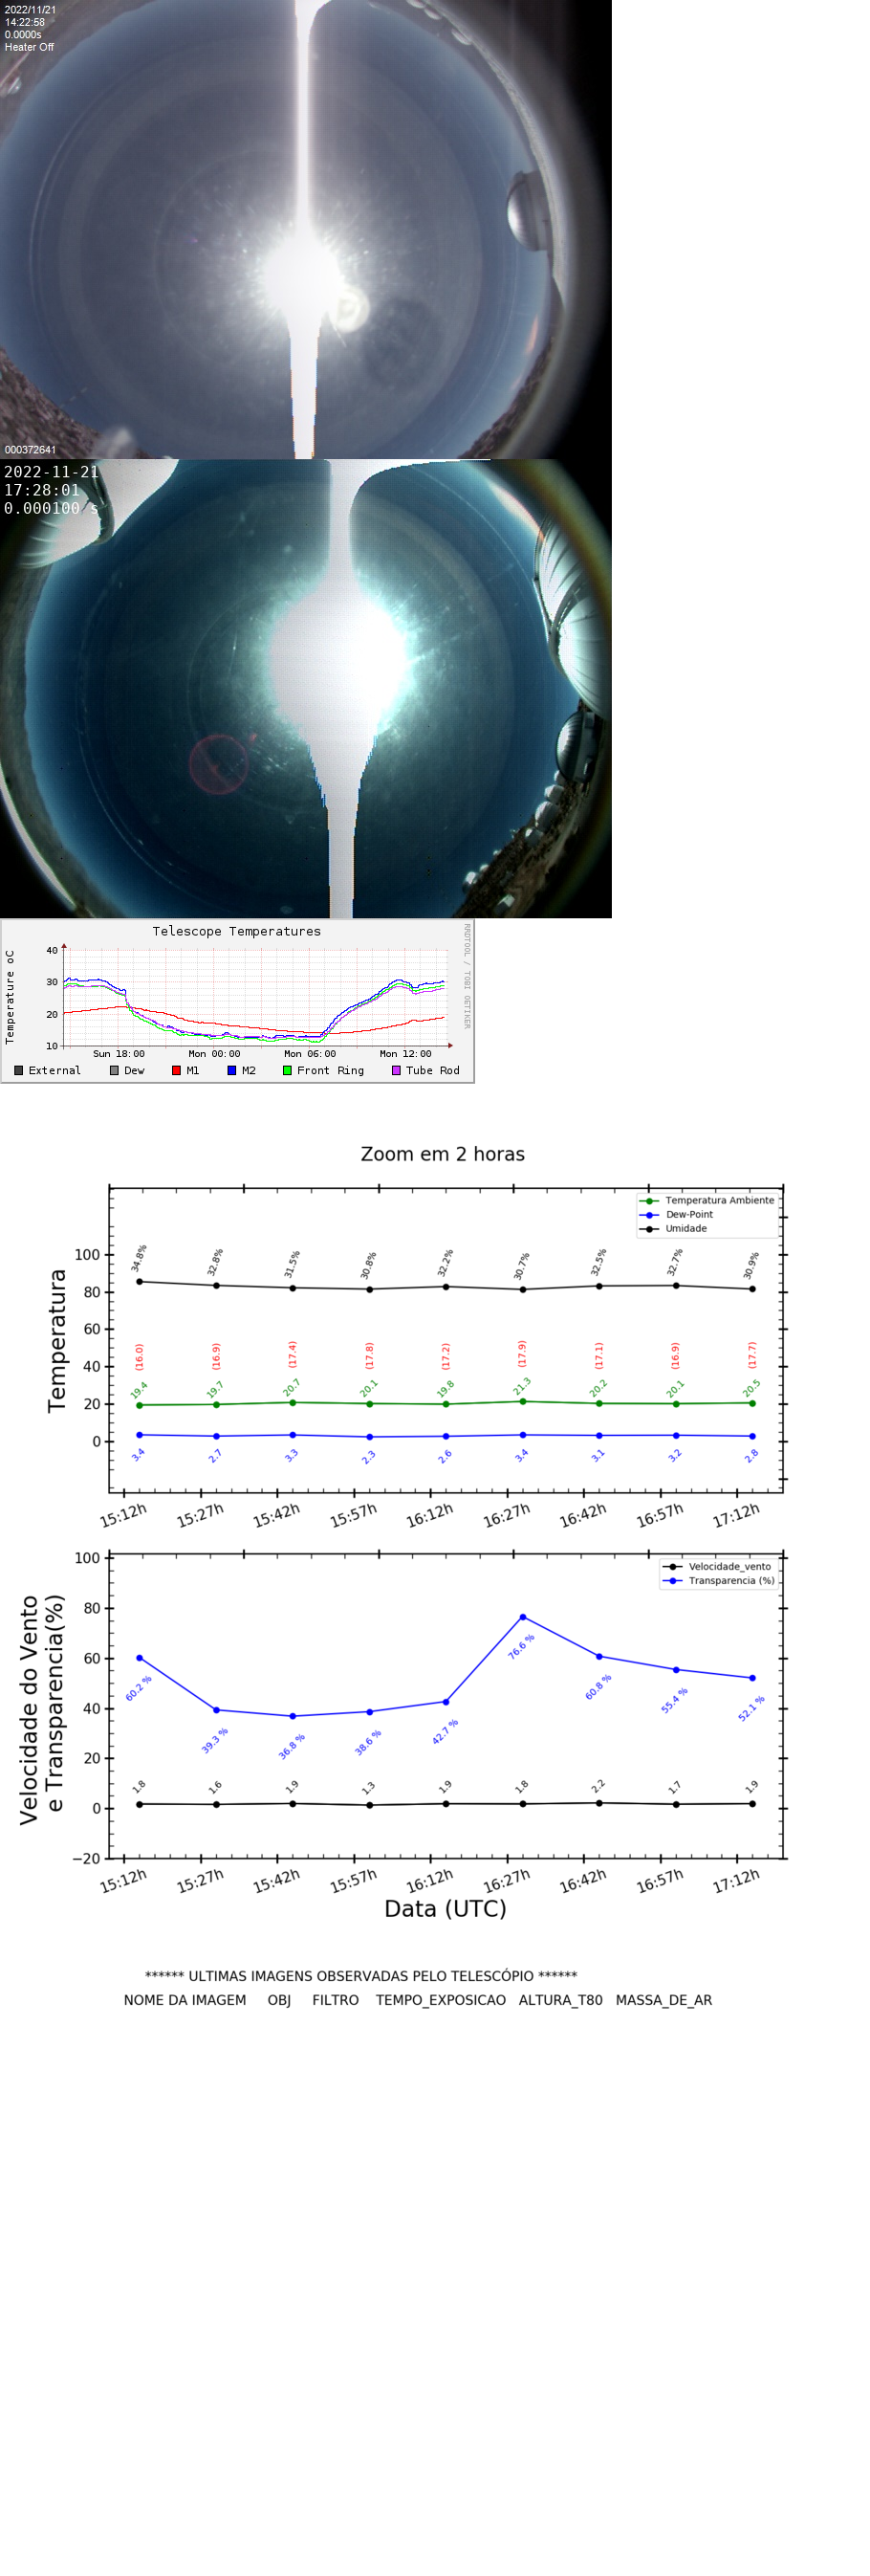 2022/11/21
14:22:58
0.0000s
Heater Off
000372641
2022-11-21
17:28:01
0.000100 s
Telescope Temperatures
RRDTOOL / TOBI OETIKER
Temperature oC
40
30
20
10
Sun 18:00 Mon 00:00 Mon 06:00 Mon 12:00
External Dew M1 M2 Front Ring Tube Rod
Zoom em 2 horas
Temperatura Ambiente
Dew-Point
Umidade
Temperatura
100
80
60
40
20
0
34.8% 32.8% 31.5% 30.8% 32.2% 30.7% 32.5% 32.7% 30.9%
(16.0) (16.9) (17.4) (17.8) (17.2) (17.9) (17.1) (16.9) (17.7)
19.4 19.7 20.7 20.1 19.8 21.3 20.2 20.1 20.5
3.4 2.7 3.3 2.3 2.6 3.4 3.1 3.2 2.8
15:12h 15:27h 15:42h 15:57h 16:12h 16:27h 16:42h 16:57h 17:12h
Velocidade_vento
Transparencia (%)
Velocidade do Vento
e Transparencia(%)
100
80
60
40
20
0
−20
60.2 % 39.3 % 36.8 % 38.6 % 42.7 % 76.6 % 60.8 % 55.4 % 52.1 %
1.8 1.6 1.9 1.3 1.9 1.8 2.2 1.7 1.9
15:12h 15:27h 15:42h 15:57h 16:12h 16:27h 16:42h 16:57h 17:12h
Data (UTC)
****** ULTIMAS IMAGENS OBSERVADAS PELO TELESCÓPIO ******
NOME DA IMAGEM OBJ FILTRO TEMPO_EXPOSICAO ALTURA_T80 MASSA_DE_AR